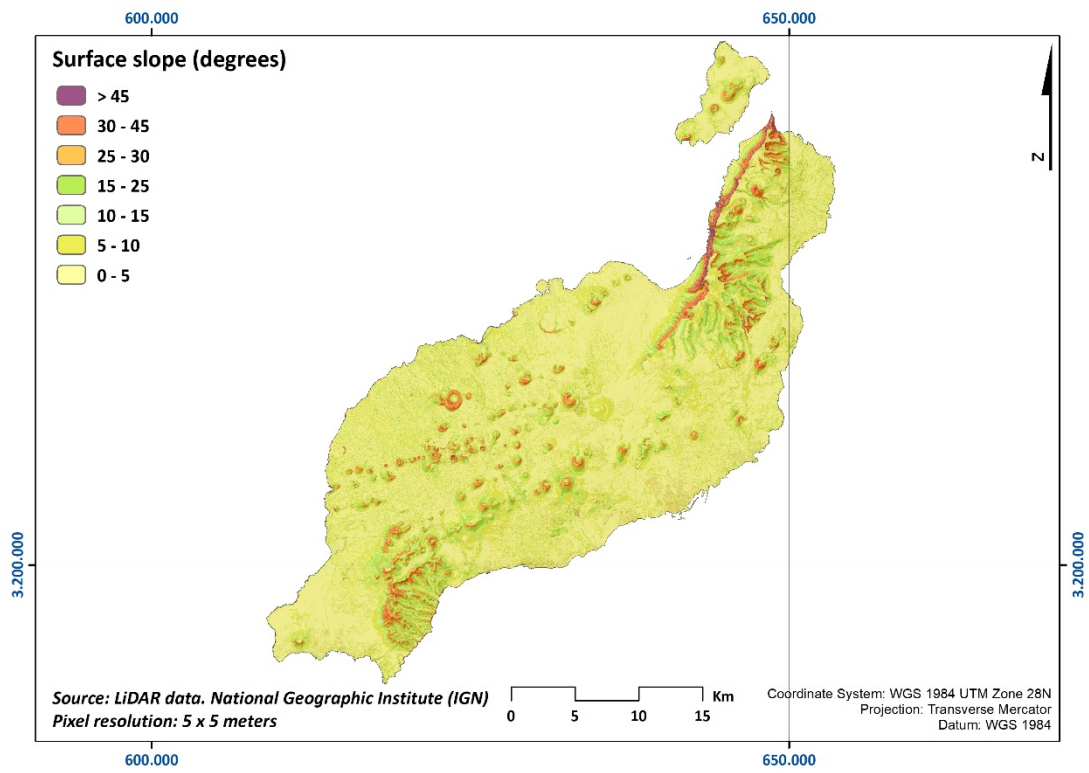 600.000
650.000
Surface slope (degrees)
> 45
30 - 45
25 - 30
15 - 25
10 - 15
5 - 10
0 - 5
N
3.200.000
3.200.000
Source: LiDAR data. National Geographic Institute (IGN)
Pixel resolution: 5 x 5 meters
Km
0 5 10 15
Coordinate System: WGS 1984 UTM Zone 28N
Projection: Transverse Mercator
Datum: WGS 1984
600.000
650.000